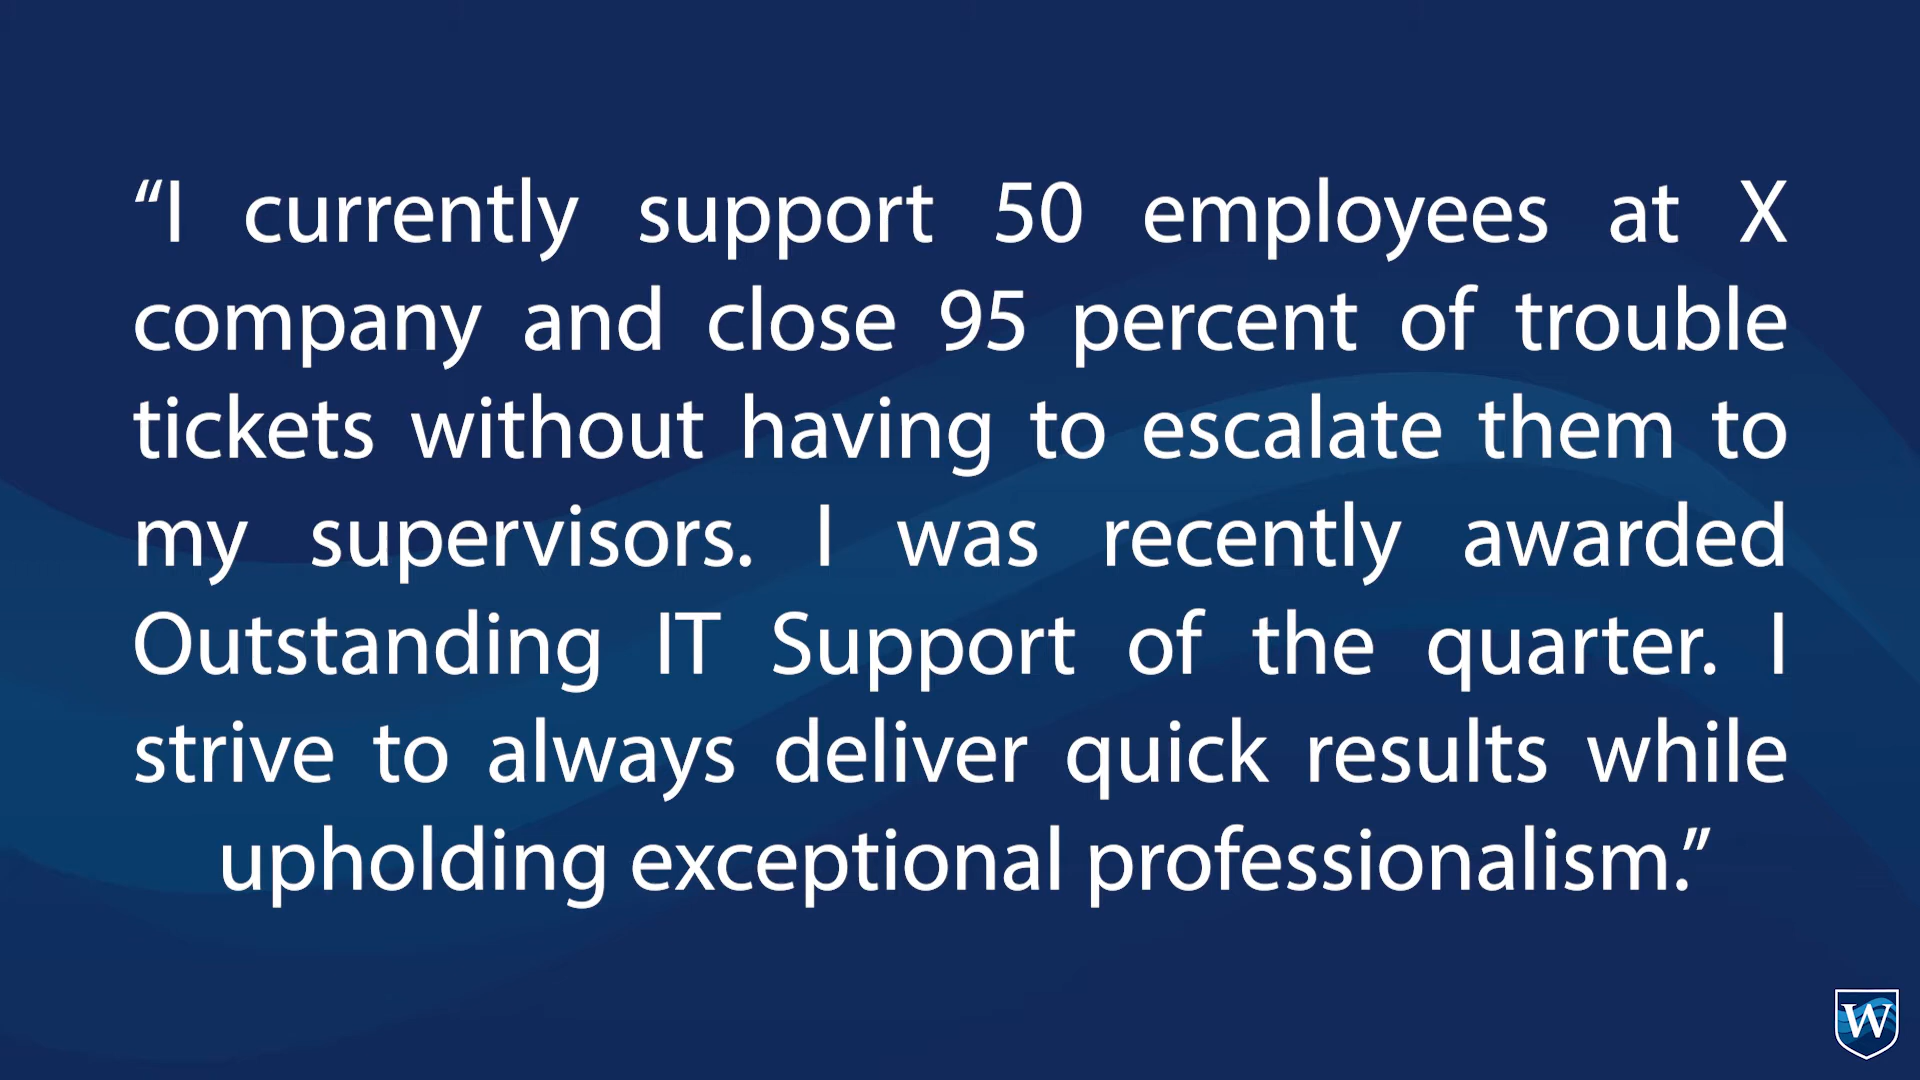 “I currently support 50 employees at X
company and close 95 percent of trouble
tickets without having to escalate them to
my supervisors. I was recently awarded
Outstanding IT Support of the quarter. I
strive to always deliver quick results while
upholding exceptional professionalism.”
W